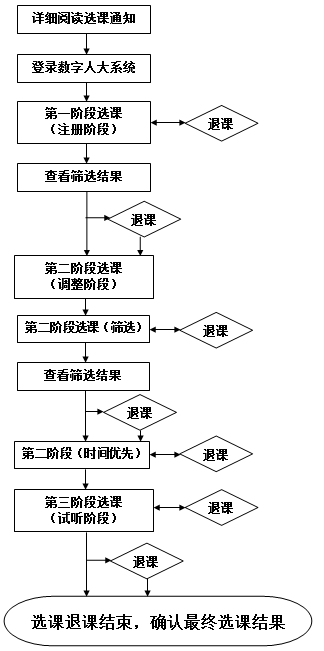 详细阅读选课通知
登录数字人大系统
第一阶段选课
（注册阶段）
退课
查看筛选结果
退课
第二阶段选课
（调整阶段）
第二阶段选课（筛选）
退课
查看筛选结果
退课
第二阶段（时间优先）
退课
第三阶段选课
（试听阶段）
退课
退课
选课退课结束，确认最终选课结果